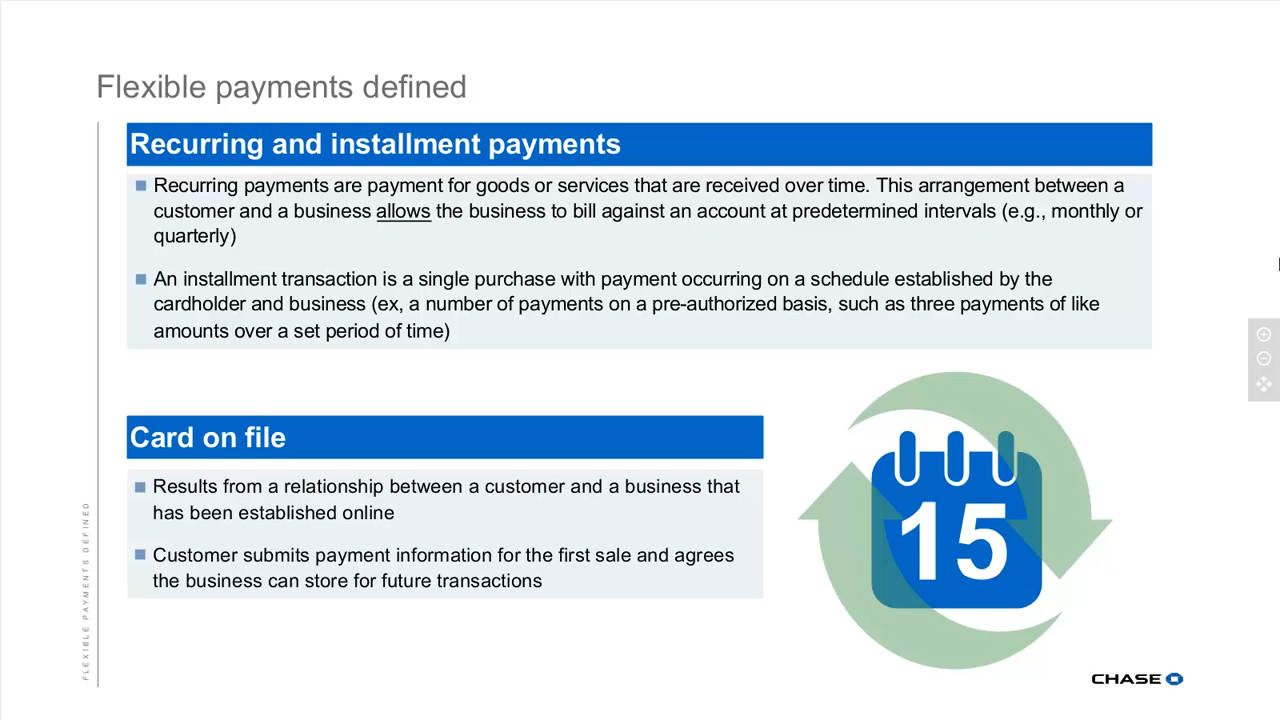 Flexible payments defined
Recurring and installment payments
Recurring payments are payment for goods or services that are received over time. This arrangement between a
customer and a business allows the business to bill against an account at predetermined intervals (e.g., monthly or
quarterly)
An installment transaction is a single purchase with payment occurring on a schedule established by the
cardholder and business (ex, a number of payments on a pre-authorized basis, such as three payments of like
amounts over a set period of time)
Card on file
Results from a relationship between a customer and a business that
has been established online
Customer submits payment information for the first sale and agrees
the business can store for future transactions
15
FLEXIBLE PAYMENTS DEFINED
CHASE